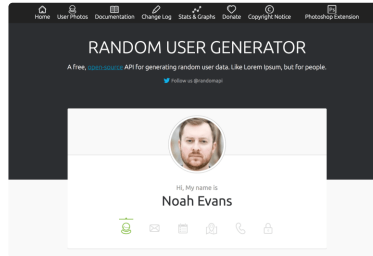 Home User Photos Documentation Change Log Stats & Graphs Donate Copyright Notice Photoshop Extension
RANDOM USER GENERATOR
A free, open-source API for generating random user data. Like Lorem Ipsum, but for people.
Follow us @randomapi
Hi, My name is
Noah Evans